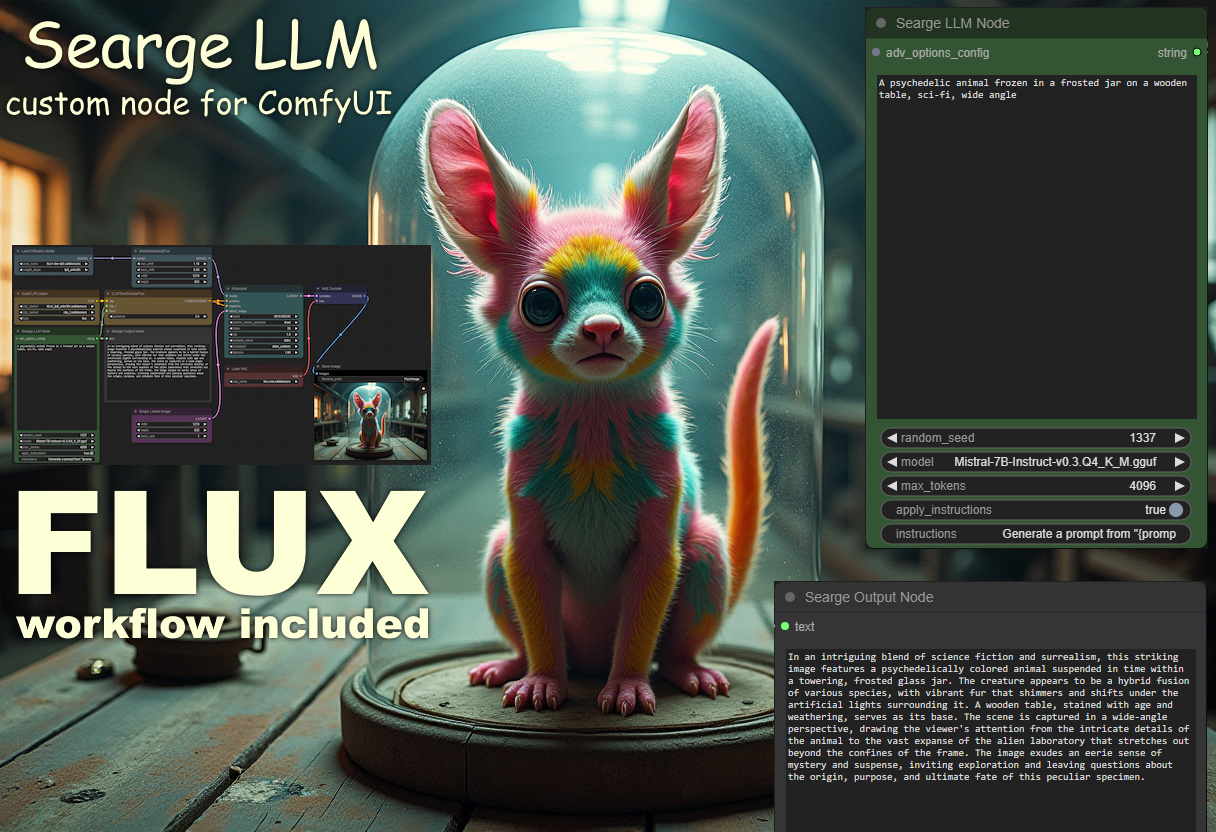 Searge LLM
custom node for ComfyUI
FLUX
workflow included
Searge LLM Node
adv_options_config
string
A psychedelic animal frozen in a frosted jar on a wooden
table, sci-fi, wide angle
random_seed
1337
model
Mistral-7B-Instruct-v0.3.Q4_K_M.gguf
max_tokens
4096
apply_instructions
true
instructions
Generate a prompt from "{promp
Searge Output Node
text
In an intriguing blend of science fiction and surrealism, this striking
image features a psychedelically colored animal suspended in time within
a towering, frosted glass jar. The creature appears to be a hybrid fusion
of various species, with vibrant fur that shimmers and shifts under the
artificial lights surrounding it. A wooden table, stained with age and
weathering, serves as its base. The scene is captured in a wide-angle
perspective, drawing the viewer's attention from the intricate details of
the animal to the vast expanse of the alien laboratory that stretches out
beyond the confines of the frame. The image exudes an eerie sense of
mystery and suspense, inviting exploration and leaving questions about
the origin, purpose, and ultimate fate of this peculiar specimen.